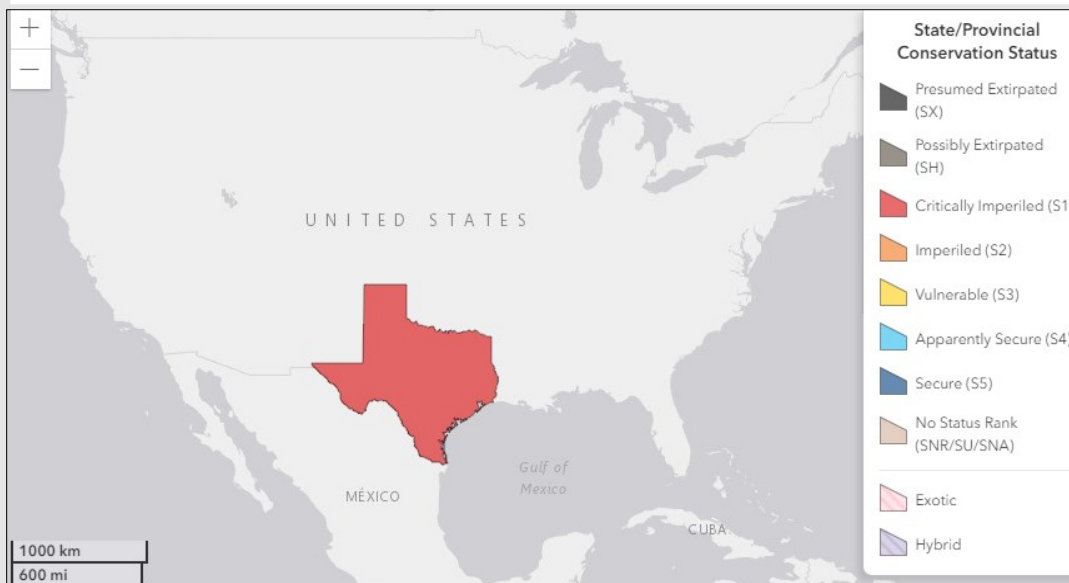 +
−
State/Provincial
Conservation Status
Presumed Extirpated
(SX)
Possibly Extirpated
(SH)
Critically Imperiled (S1
Imperiled (S2)
Vulnerable (S3)
Apparently Secure (S4)
Secure (S5)
No Status Rank
(SNR/SU/SNA)
Exotic
Hybrid
UNITED STATES
MÉXICO
Gulf of
Mexico
CUBA
1000 km
600 mi